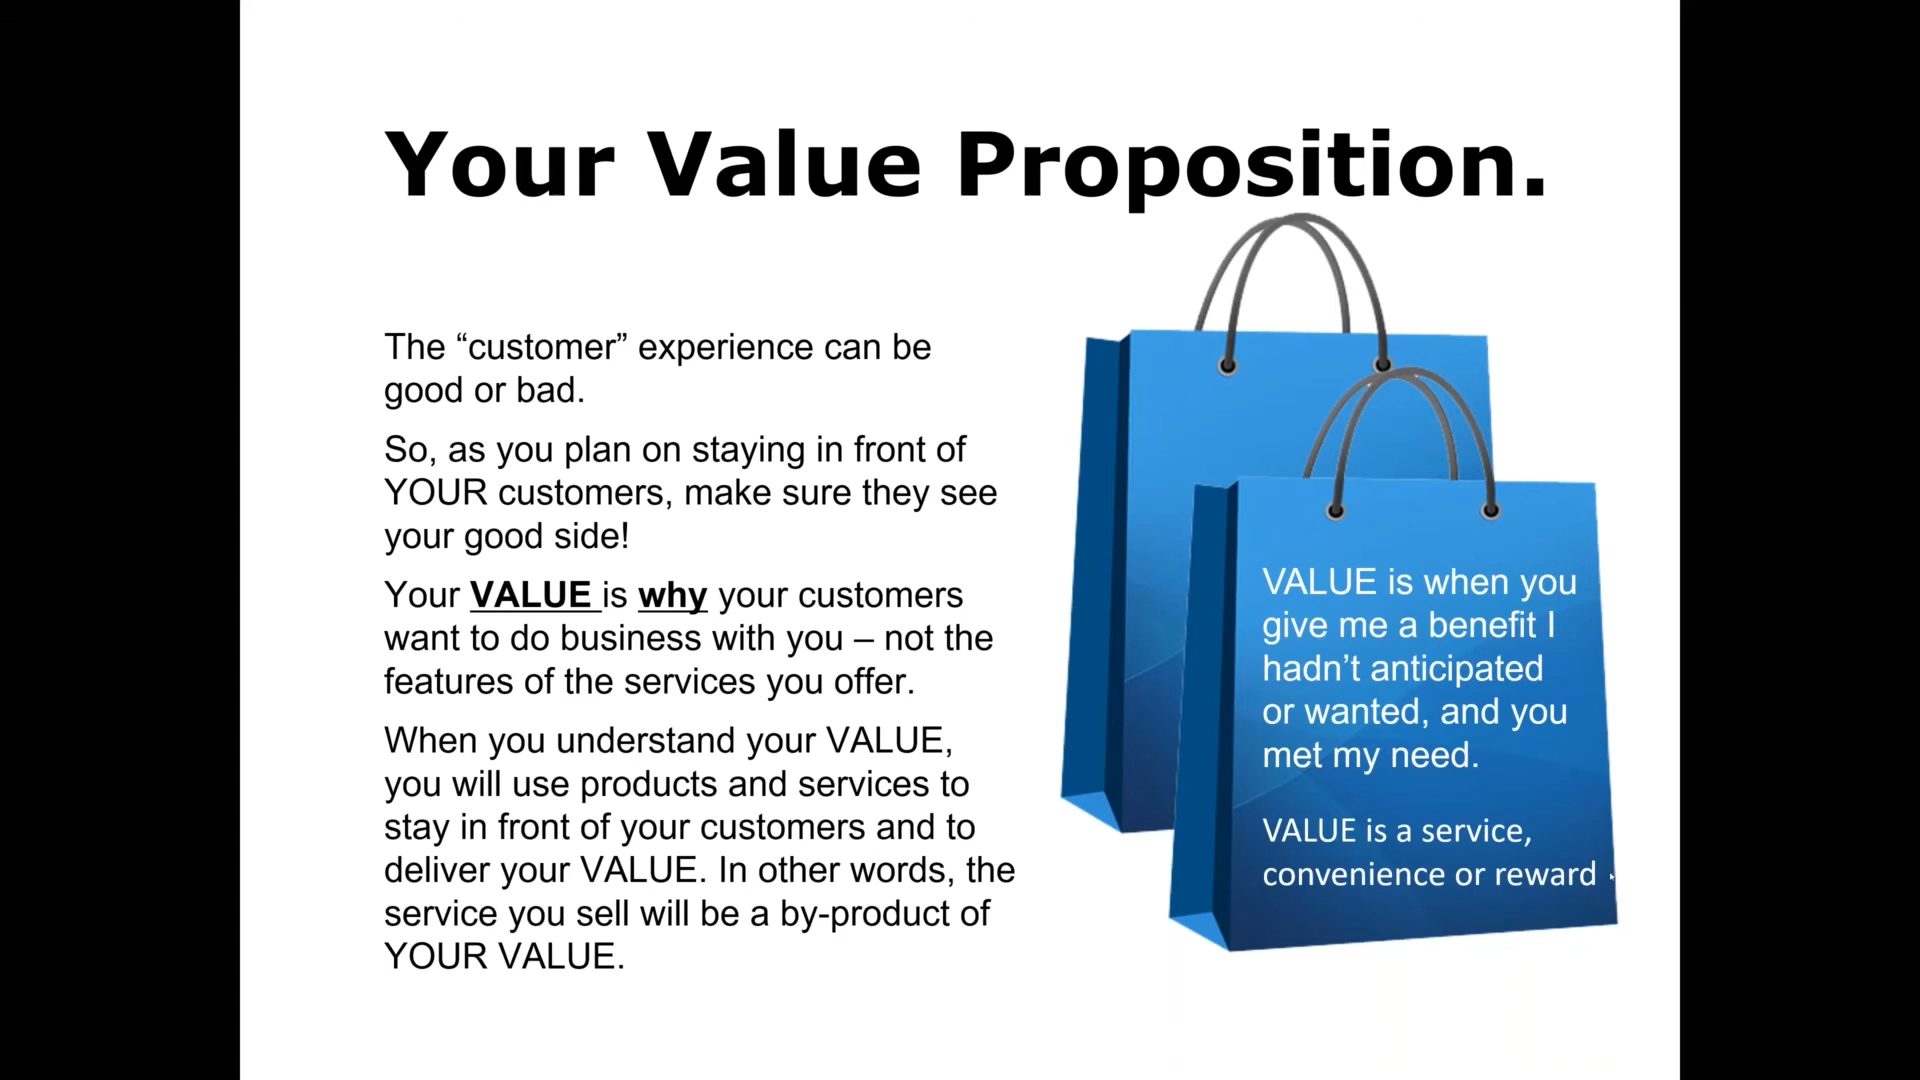 Your Value Proposition.
The “customer” experience can be
good or bad.
So, as you plan on staying in front of
YOUR customers, make sure they see
your good side!
Your VALUE is why your customers
want to do business with you – not the
features of the services you offer.
When you understand your VALUE,
you will use products and services to
stay in front of your customers and to
deliver your VALUE. In other words, the
service you sell will be a by-product of
YOUR VALUE.
VALUE is when you
give me a benefit I
hadn’t anticipated
or wanted, and you
met my need.
VALUE is a service,
convenience or reward